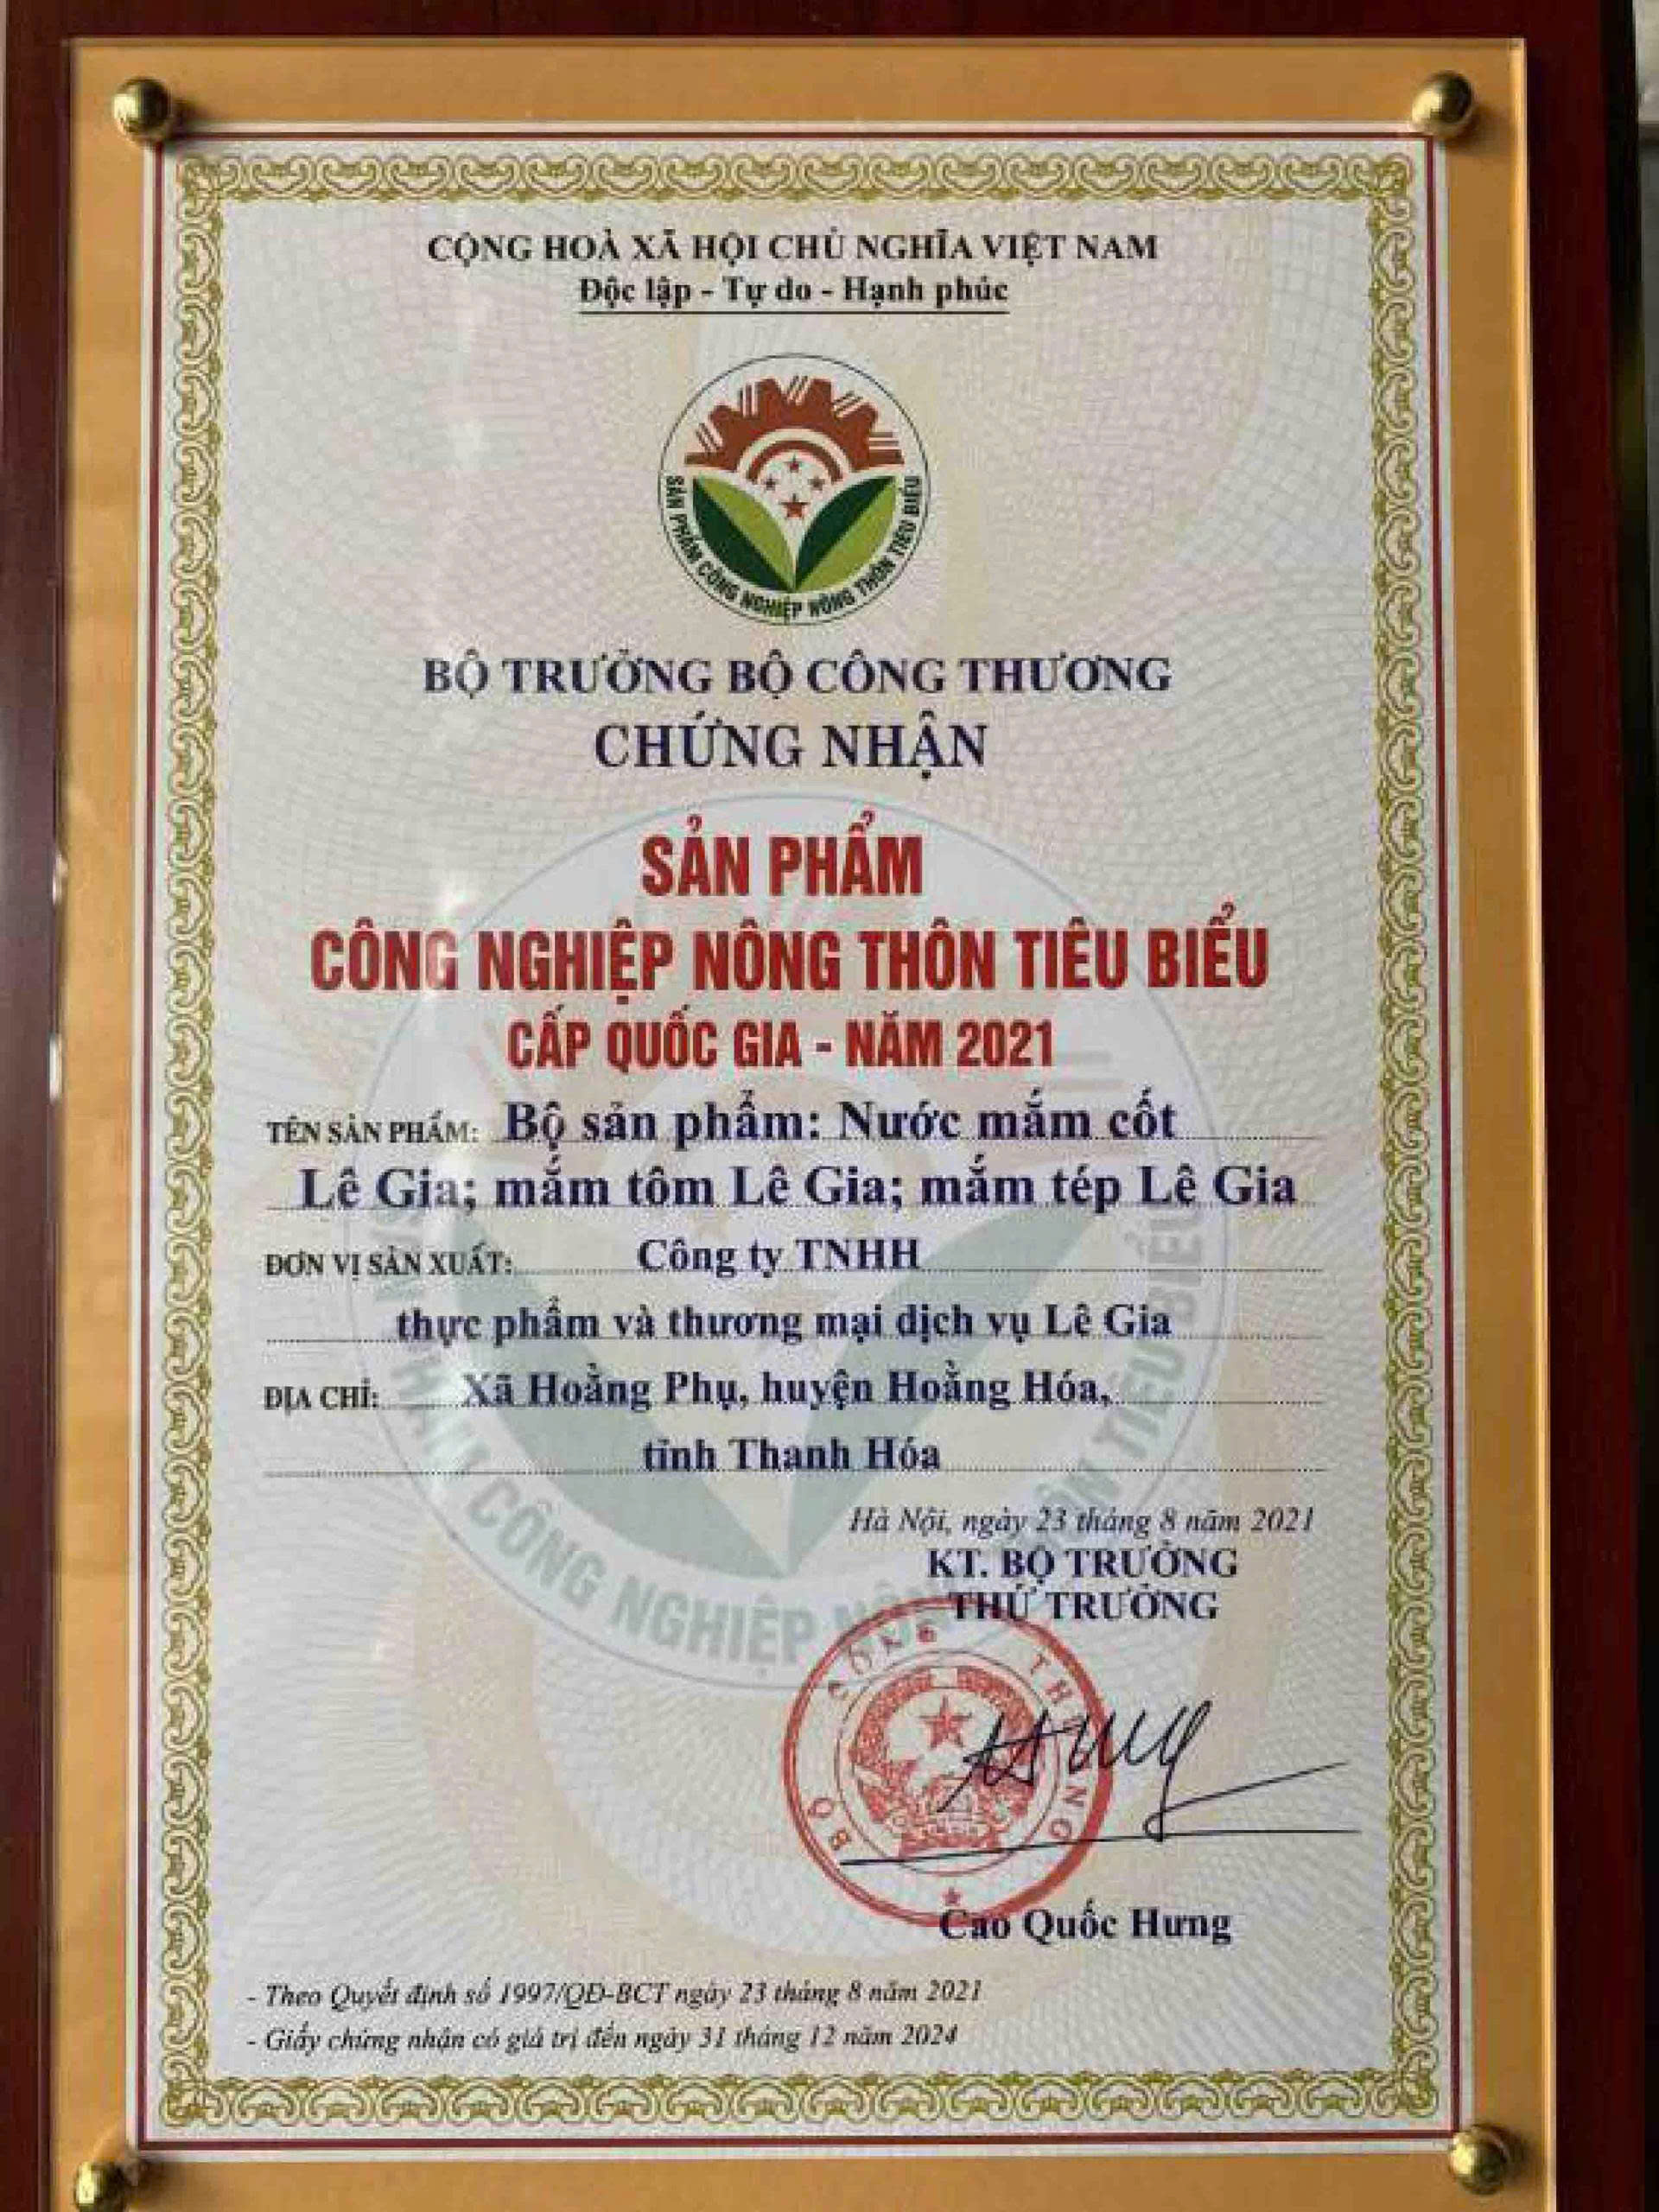 CỘNG HOÀ XÃ HỘI CHỦ NGHĨA VIỆT NAM
Độc lập - Tự do - Hạnh phúc
SẢN PHẨM CÔNG NGHIỆP NÔNG THÔN TIÊU BIỂU
BỘ TRƯỞNG BỘ CÔNG THƯƠNG
CHỨNG NHẬN
SẢN PHẨM
CÔNG NGHIỆP NÔNG THÔN TIÊU BIỂU
CẤP QUỐC GIA - NĂM 2021
TÊN SẢN PHẨM: Bộ sản phẩm: Nước mắm cốt
Lê Gia; mắm tôm Lê Gia; mắm tép Lê Gia
ĐƠN VỊ SẢN XUẤT: Công ty TNHH
thực phẩm và thương mại dịch vụ Lê Gia
ĐỊA CHỈ: Xã Hoằng Phụ, huyện Hoằng Hóa,
tỉnh Thanh Hóa
Hà Nội, ngày 23 tháng 8 năm 2021
KT. BỘ TRƯỞNG
THỨ TRƯỞNG
BỘ CÔNG THƯƠNG
Cao Quốc Hưng
- Theo Quyết định số 1997/QĐ-BCT ngày 23 tháng 8 năm 2021
- Giấy chứng nhận có giá trị đến ngày 31 tháng 12 năm 2024